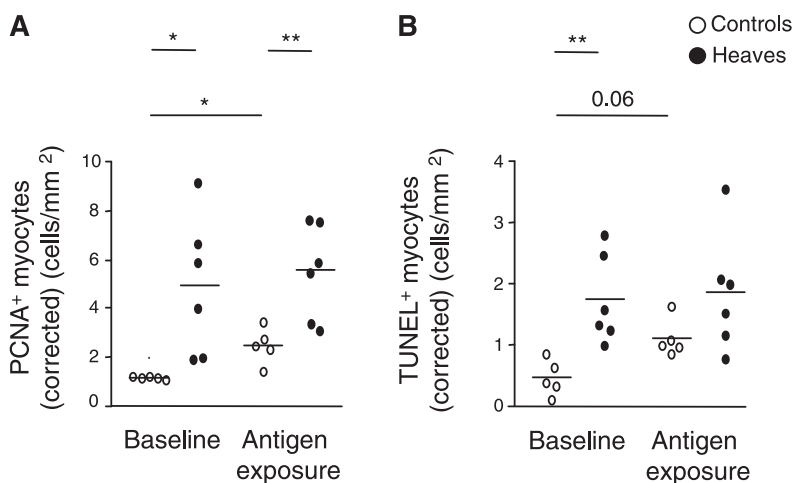 A
B
Controls
Heaves
*
**
**
*
0.06
PCNA+ myocytes
(corrected) (cells/mm 2)
10
8
6
4
2
0
TUNEL+ myocytes
(corrected) (cells/mm 2)
4
3
2
1
0
Baseline
Antigen
exposure
Baseline
Antigen
exposure